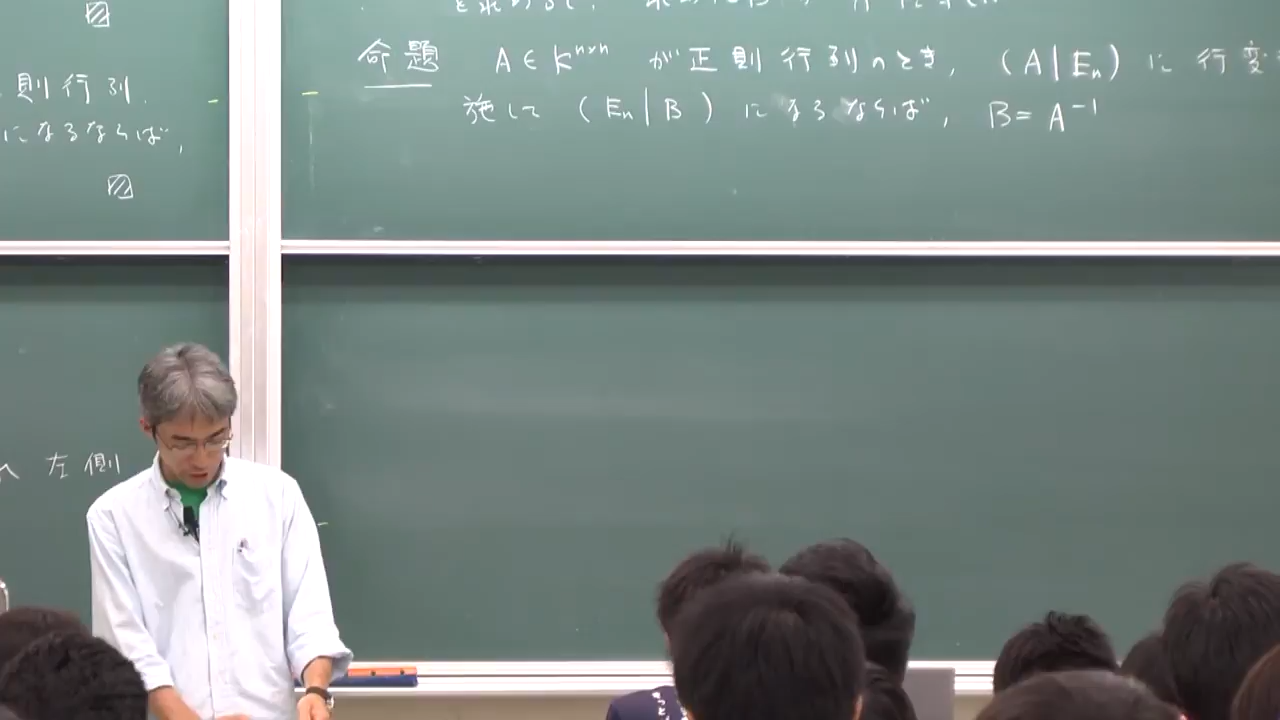 則行列.
になるならば,
左側
命題 A ∈ K^{n×n} が正則行列のとき, (A|E_n) に行変
施して (E_n|B) になるならば, B = A^{-1}